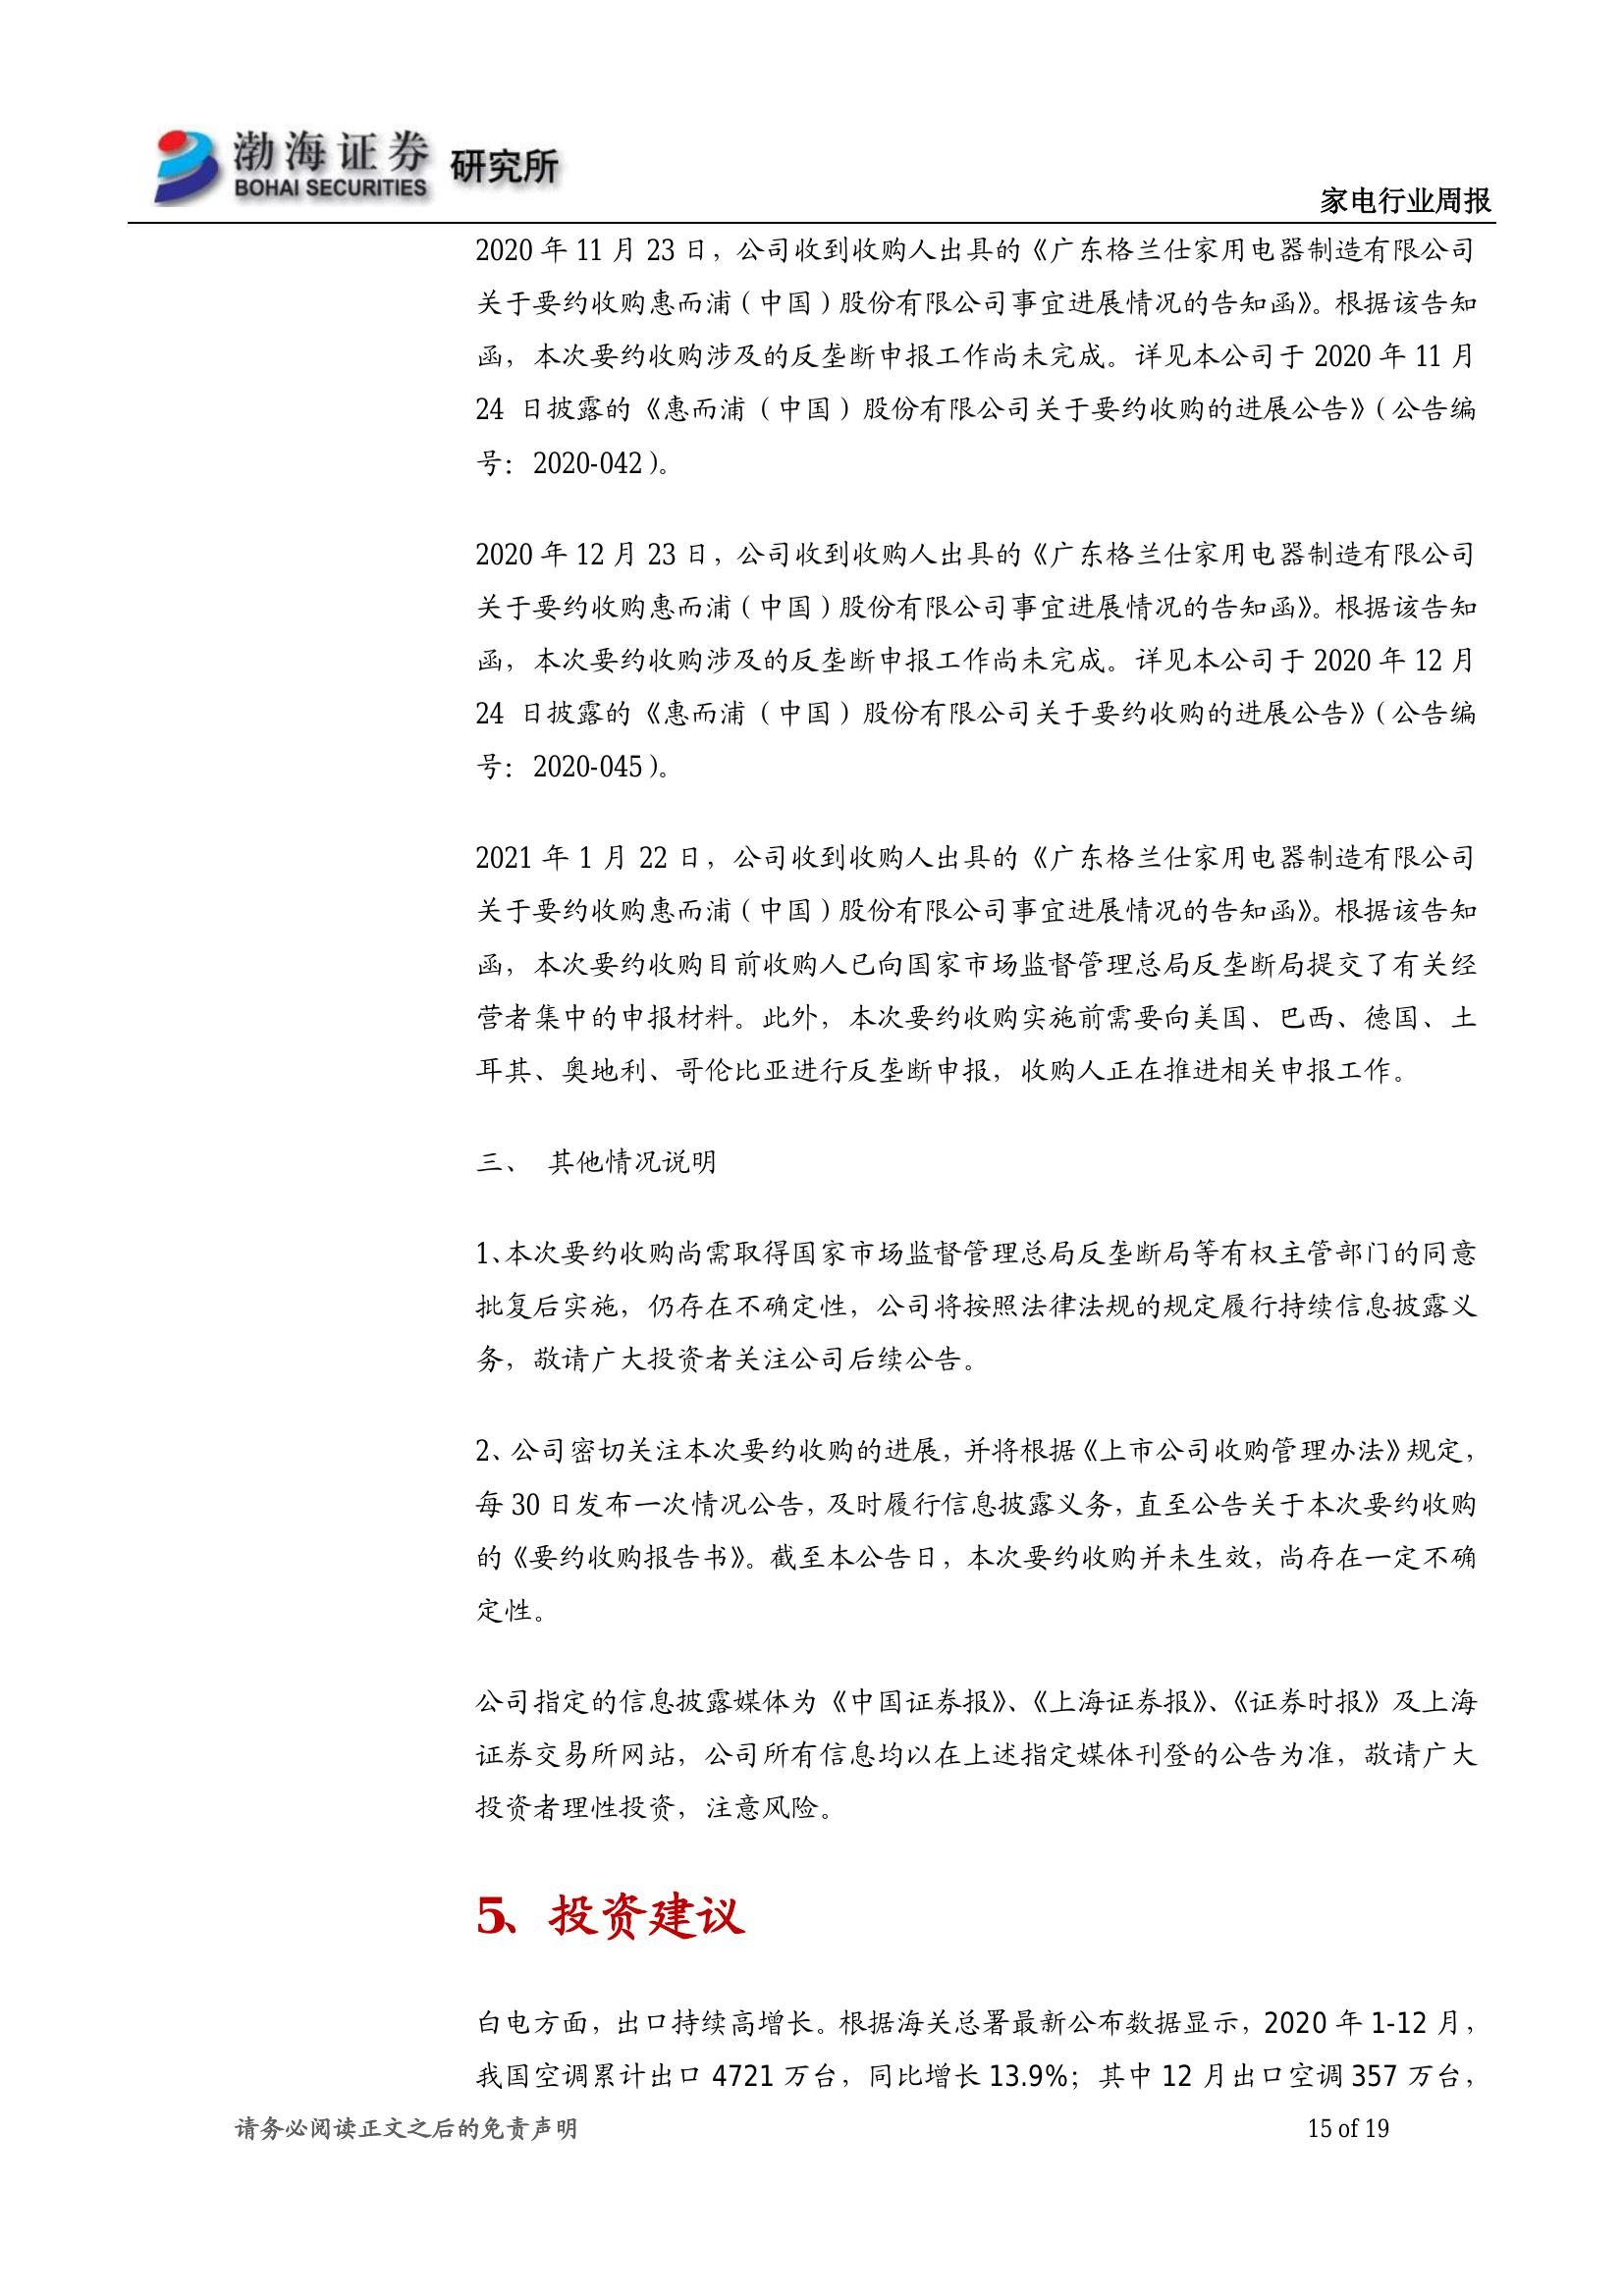 渤海证券 研究所
BOHAI SECURITIES
家电行业周报
2020 年 11 月 23 日，公司收到收购人出具的《广东格兰仕家用电器制造有限公司
关于要约收购惠而浦（中国）股份有限公司事宜进展情况的告知函》。根据该告知
函，本次要约收购涉及的反垄断申报工作尚未完成。详见本公司于 2020 年 11 月
24 日披露的《惠而浦（中国）股份有限公司关于要约收购的进展公告》（公告编
号：2020-042）。
2020 年 12 月 23 日，公司收到收购人出具的《广东格兰仕家用电器制造有限公司
关于要约收购惠而浦（中国）股份有限公司事宜进展情况的告知函》。根据该告知
函，本次要约收购涉及的反垄断申报工作尚未完成。详见本公司于 2020 年 12 月
24 日披露的《惠而浦（中国）股份有限公司关于要约收购的进展公告》（公告编
号：2020-045）。
2021 年 1 月 22 日，公司收到收购人出具的《广东格兰仕家用电器制造有限公司
关于要约收购惠而浦（中国）股份有限公司事宜进展情况的告知函》。根据该告知
函，本次要约收购目前收购人已向国家市场监督管理总局反垄断局提交了有关经
营者集中的申报材料。此外，本次要约收购实施前需要向美国、巴西、德国、土
耳其、奥地利、哥伦比亚进行反垄断申报，收购人正在推进相关申报工作。
三、 其他情况说明
1、本次要约收购尚需取得国家市场监督管理总局反垄断局等有权主管部门的同意
批复后实施，仍存在不确定性，公司将按照法律法规的规定履行持续信息披露义
务，敬请广大投资者关注公司后续公告。
2、公司密切关注本次要约收购的进展，并将根据《上市公司收购管理办法》规定，
每 30 日发布一次情况公告，及时履行信息披露义务，直至公告关于本次要约收购
的《要约收购报告书》。截至本公告日，本次要约收购并未生效，尚存在一定不确
定性。
公司指定的信息披露媒体为《中国证券报》、《上海证券报》、《证券时报》及上海
证券交易所网站，公司所有信息均以在上述指定媒体刊登的公告为准，敬请广大
投资者理性投资，注意风险。
5、投资建议
白电方面，出口持续高增长。根据海关总署最新公布数据显示，2020 年 1-12 月，
我国空调累计出口 4721 万台，同比增长 13.9%；其中 12 月出口空调 357 万台，
请务必阅读正文之后的免责声明
15 of 19